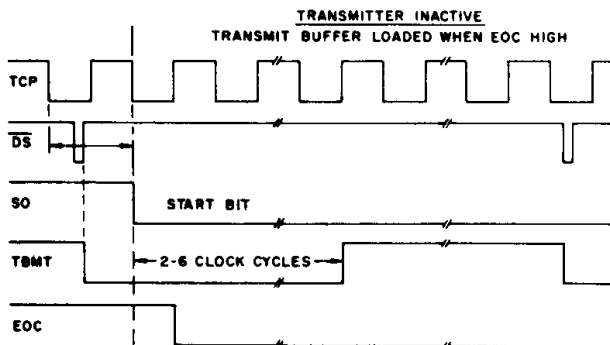 TRANSMITTER INACTIVE
TRANSMIT BUFFER LOADED WHEN EOC HIGH
TCP
DS
SO
START BIT
TBMT
2-6 CLOCK CYCLES
EOC